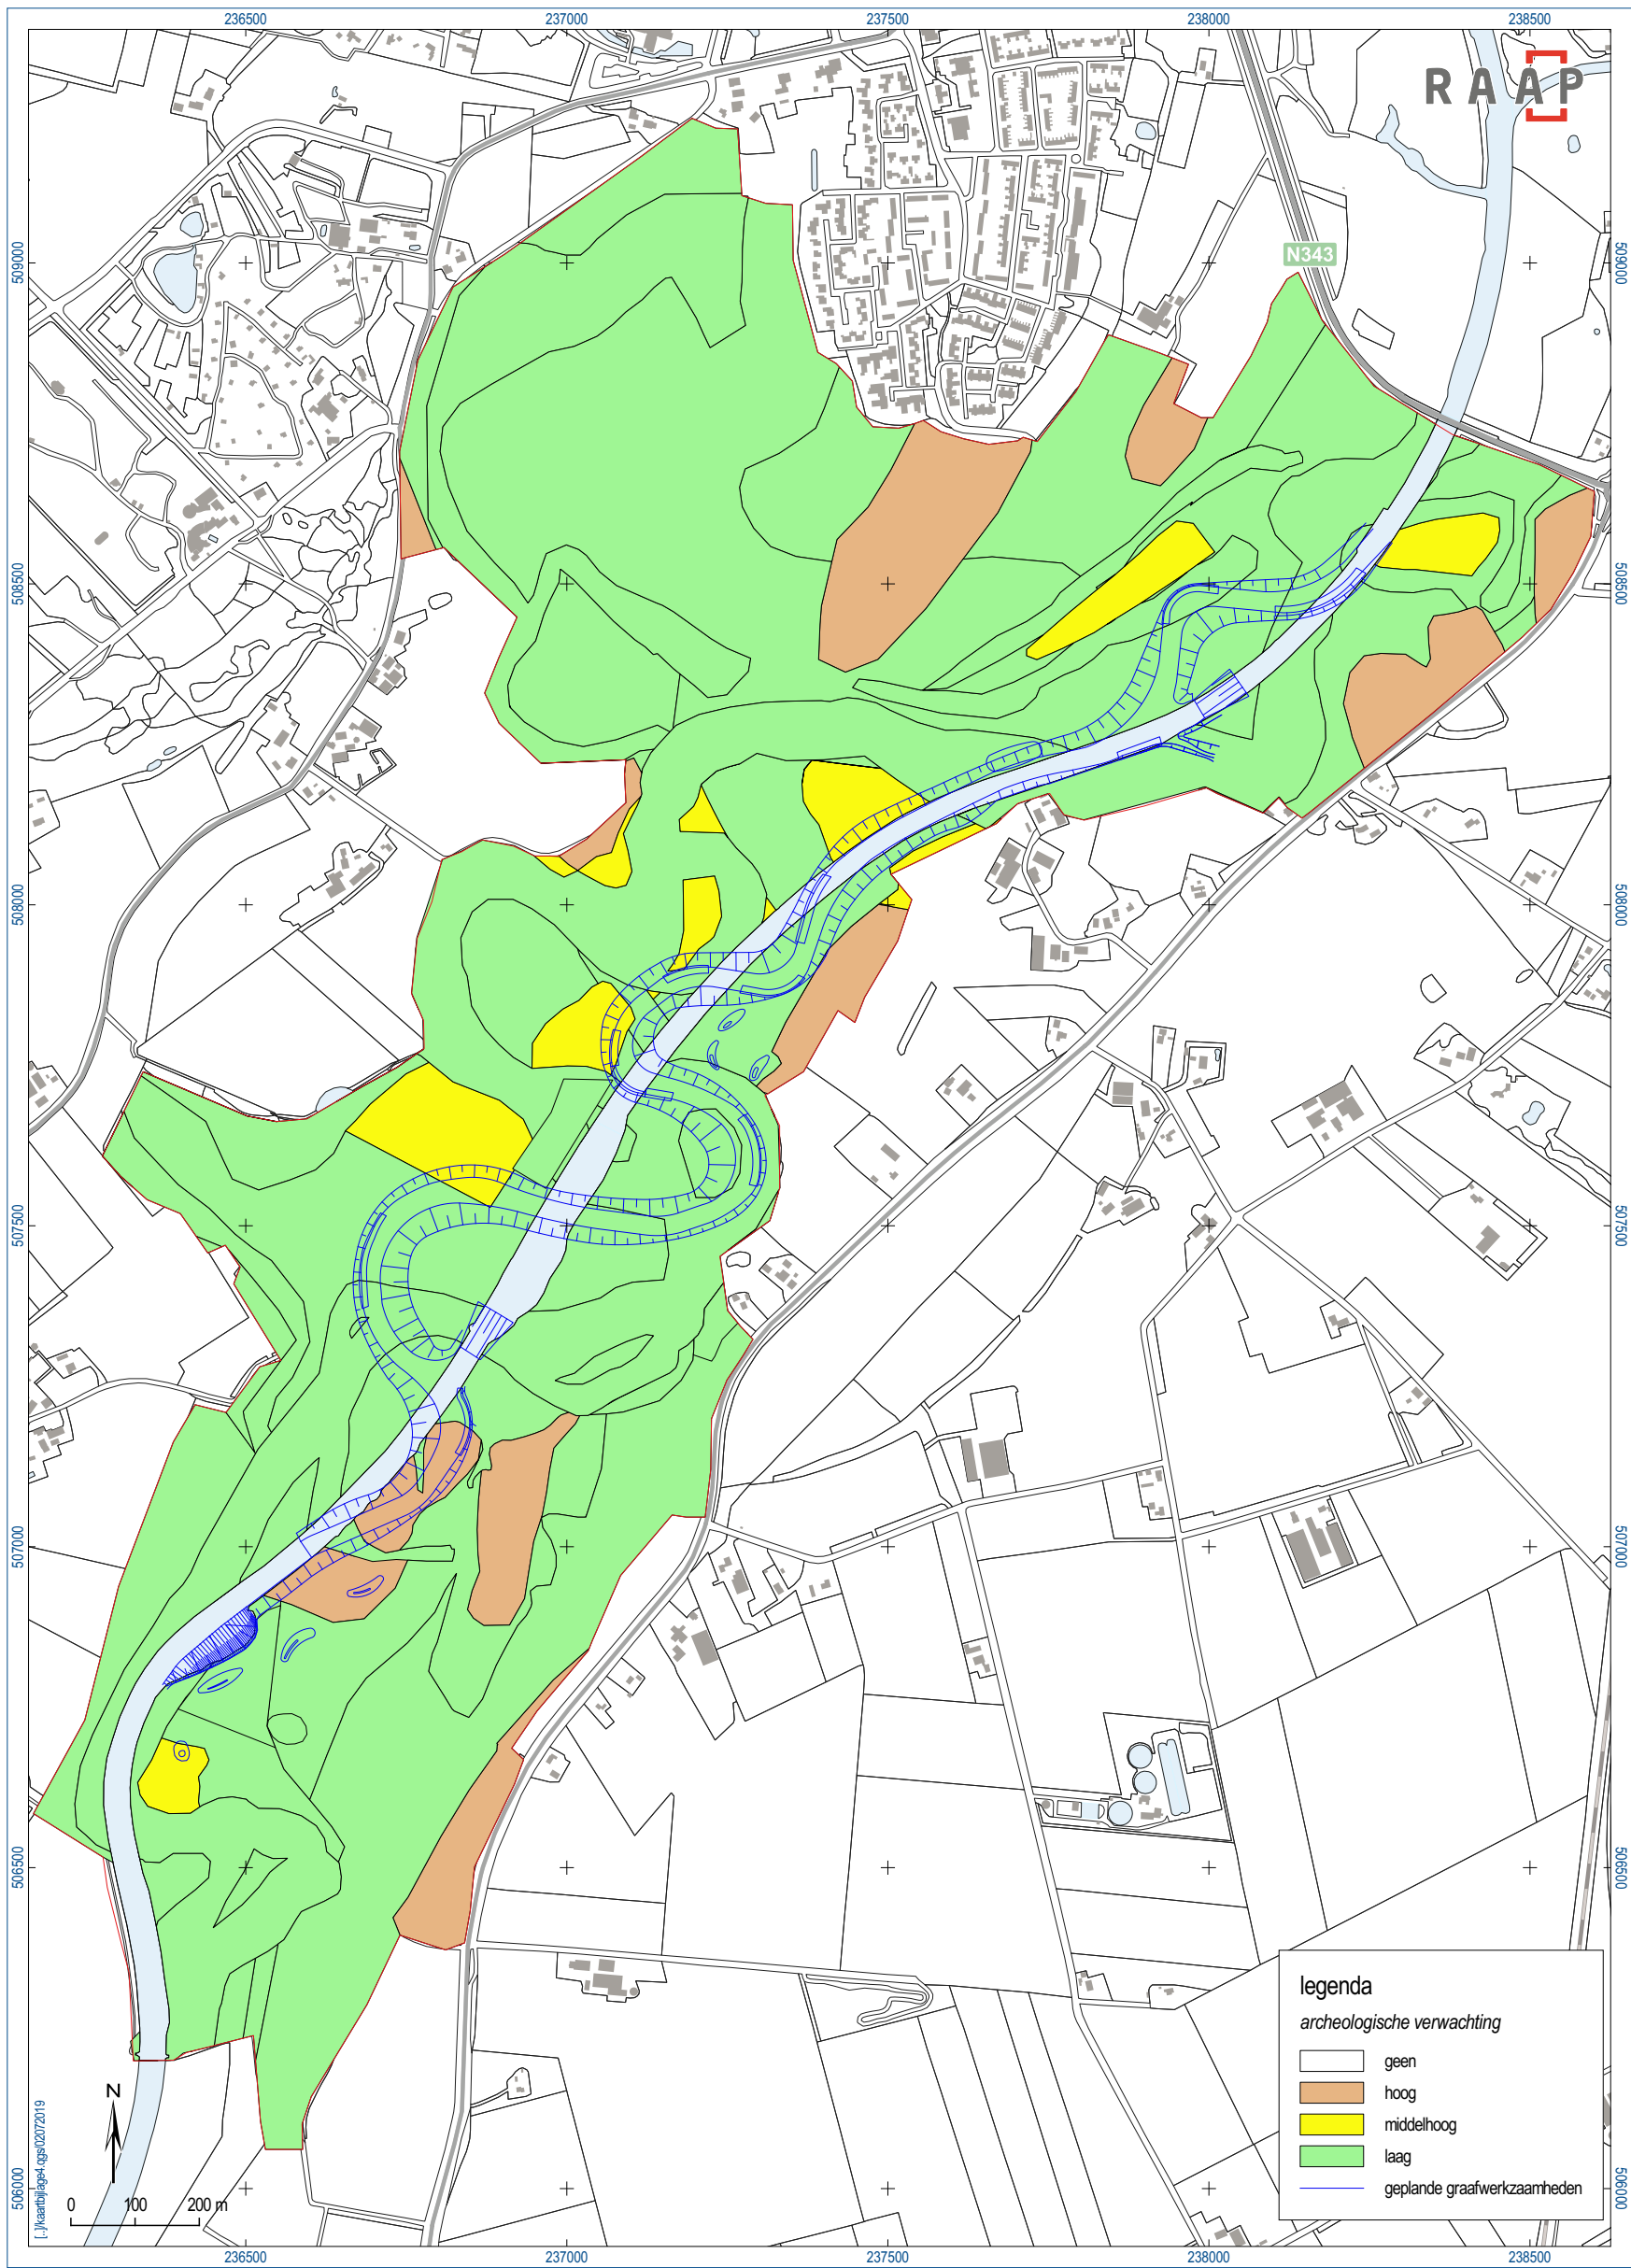 236500 237000 237500 238000 238500
RAAP
N343
509000 509000
508500 508500
508000 508000
507500 507500
507000 507000
506500 506500
506000 506000
legenda
archeologische verwachting
geen
hoog
middelhoog
laag
geplande graafwerkzaamheden
N
0 100 200 m
[..]/kaartbijlage4.qgs/02072019
236500 237000 237500 238000 238500